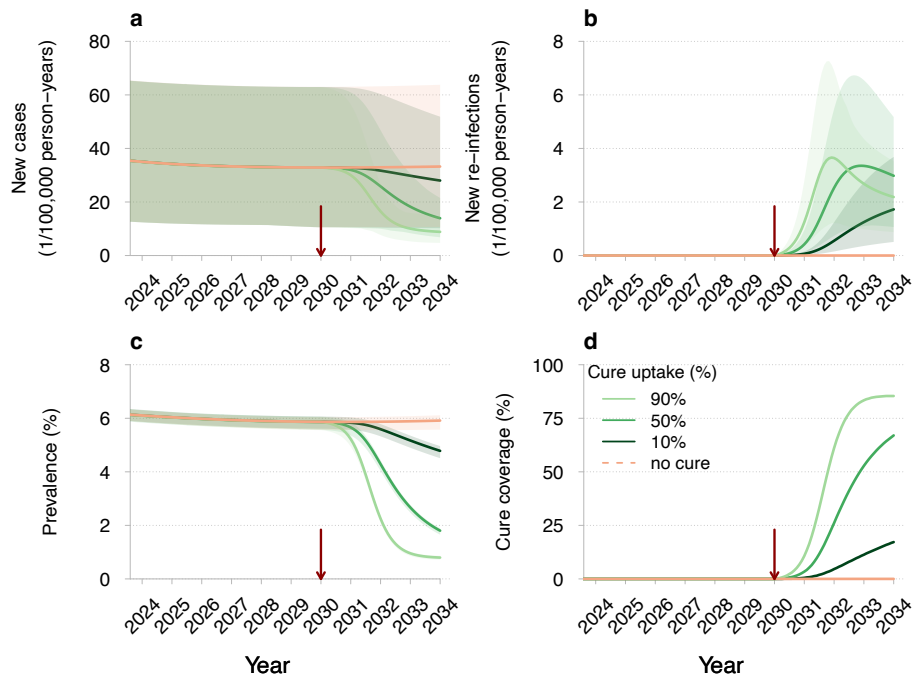 a
New cases
(1/100,000 person−years)
80
60
40
20
0
2024 2025 2026 2027 2028 2029 2030 2031 2032 2033 2034
b
New re−infections
(1/100,000 person−years)
8
6
4
2
0
2024 2025 2026 2027 2028 2029 2030 2031 2032 2033 2034
c
Prevalence (%)
8
6
4
2
0
2024 2025 2026 2027 2028 2029 2030 2031 2032 2033 2034
Year
d
Cure coverage (%)
100
75
50
25
0
Cure uptake (%)
90%
50%
10%
no cure
2024 2025 2026 2027 2028 2029 2030 2031 2032 2033 2034
Year